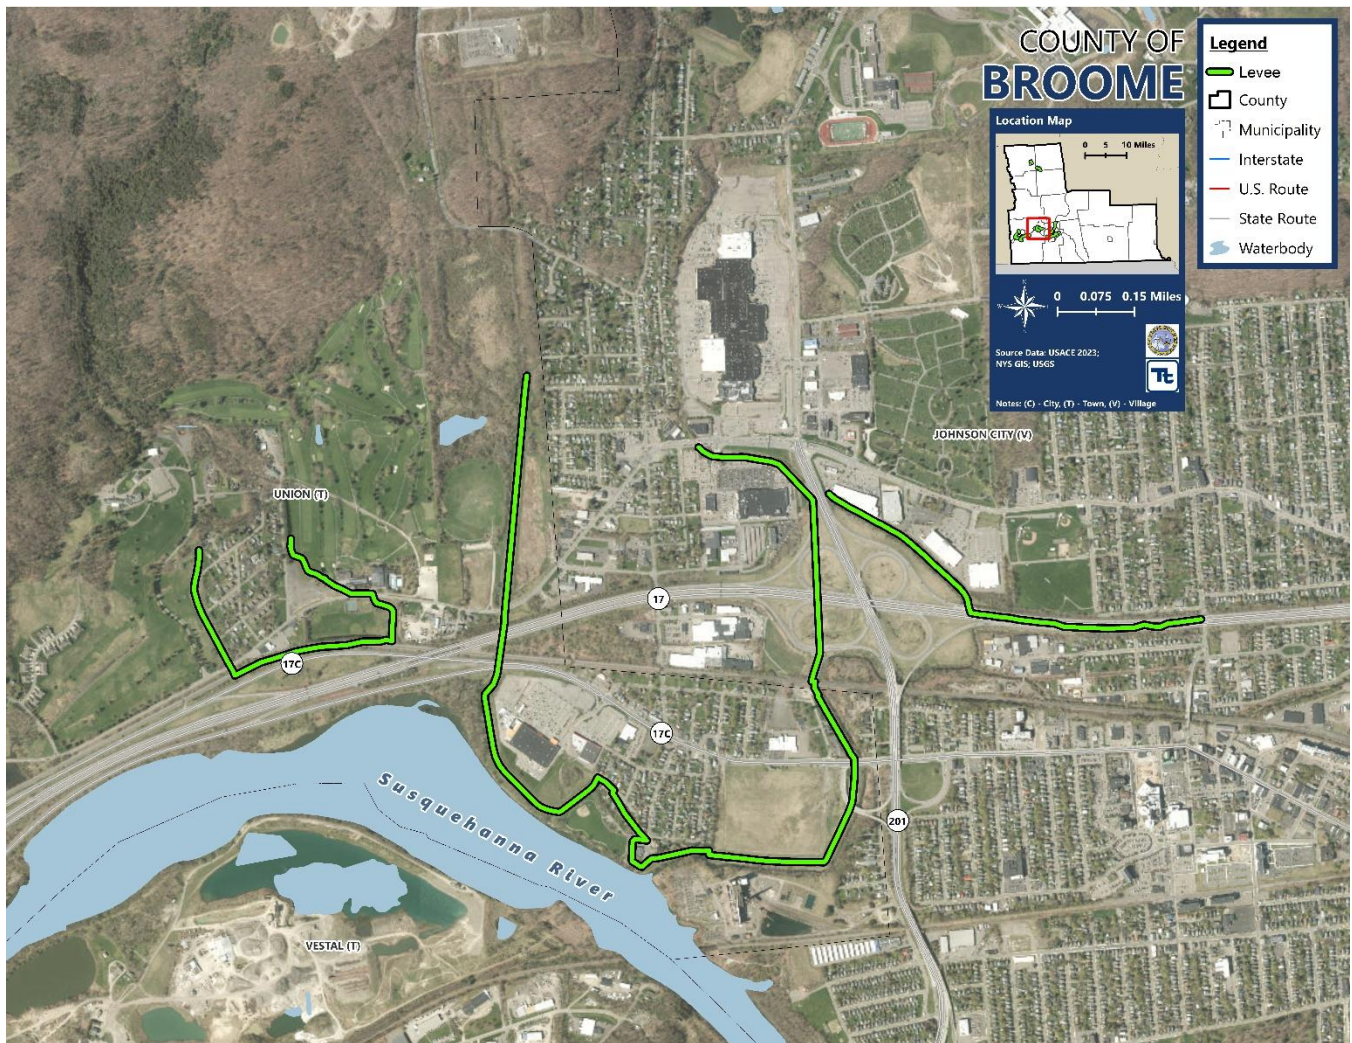 COUNTY OF
BROOME
Legend
Levee
County
Municipality
Interstate
U.S. Route
State Route
Waterbody
Location Map
0 5 10 Miles
N
W E
S
0 0.075 0.15 Miles
Source Data: USACE 2023;
NYS GIS; USGS
Tt
Notes: (C) - City, (T) - Town, (V) - Village
JOHNSON CITY (V)
UNION (T)
17
17C
17C
201
Susquehanna River
VESTAL (T)